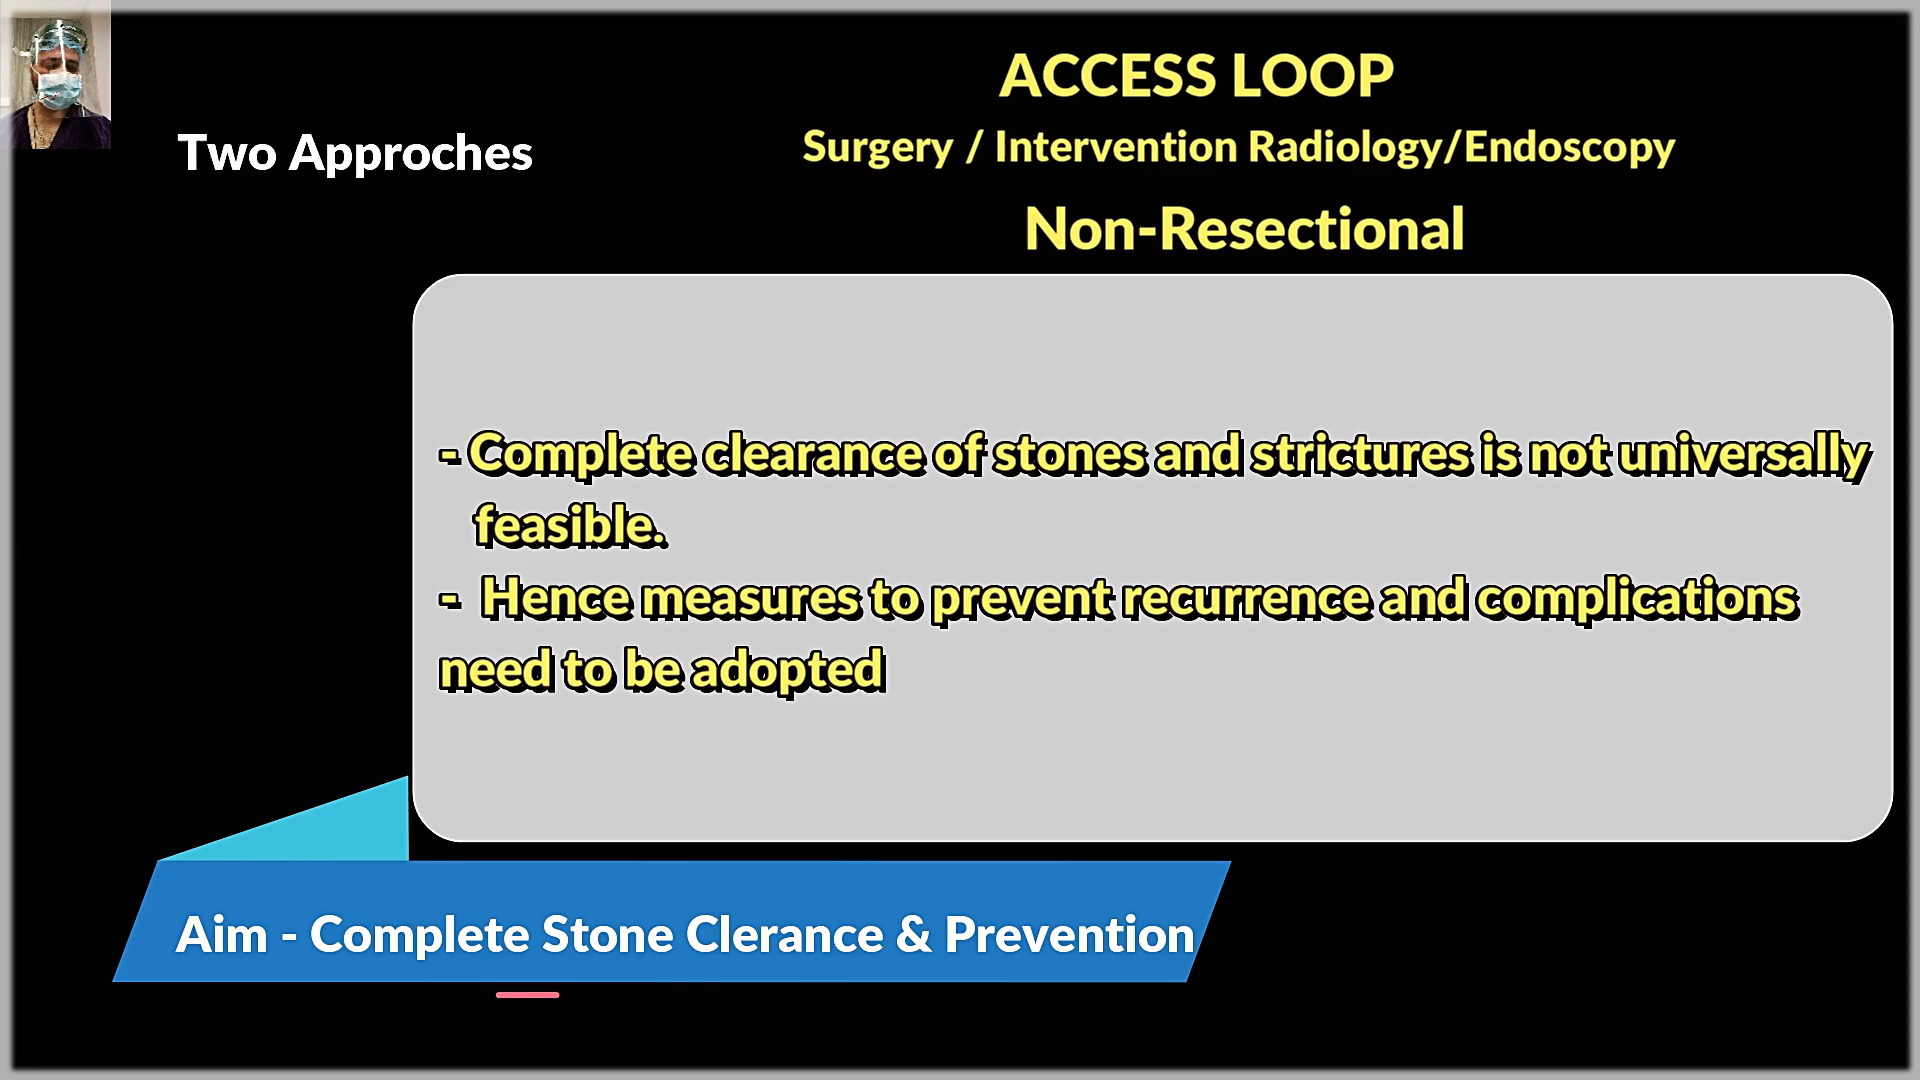 ACCESS LOOP
Two Approches
Surgery / Intervention Radiology/Endoscopy
Non-Resectional
- Complete clearance of stones and strictures is not universally
feasible.
- Hence measures to prevent recurrence and complications
need to be adopted
Aim - Complete Stone Clerance & Prevention